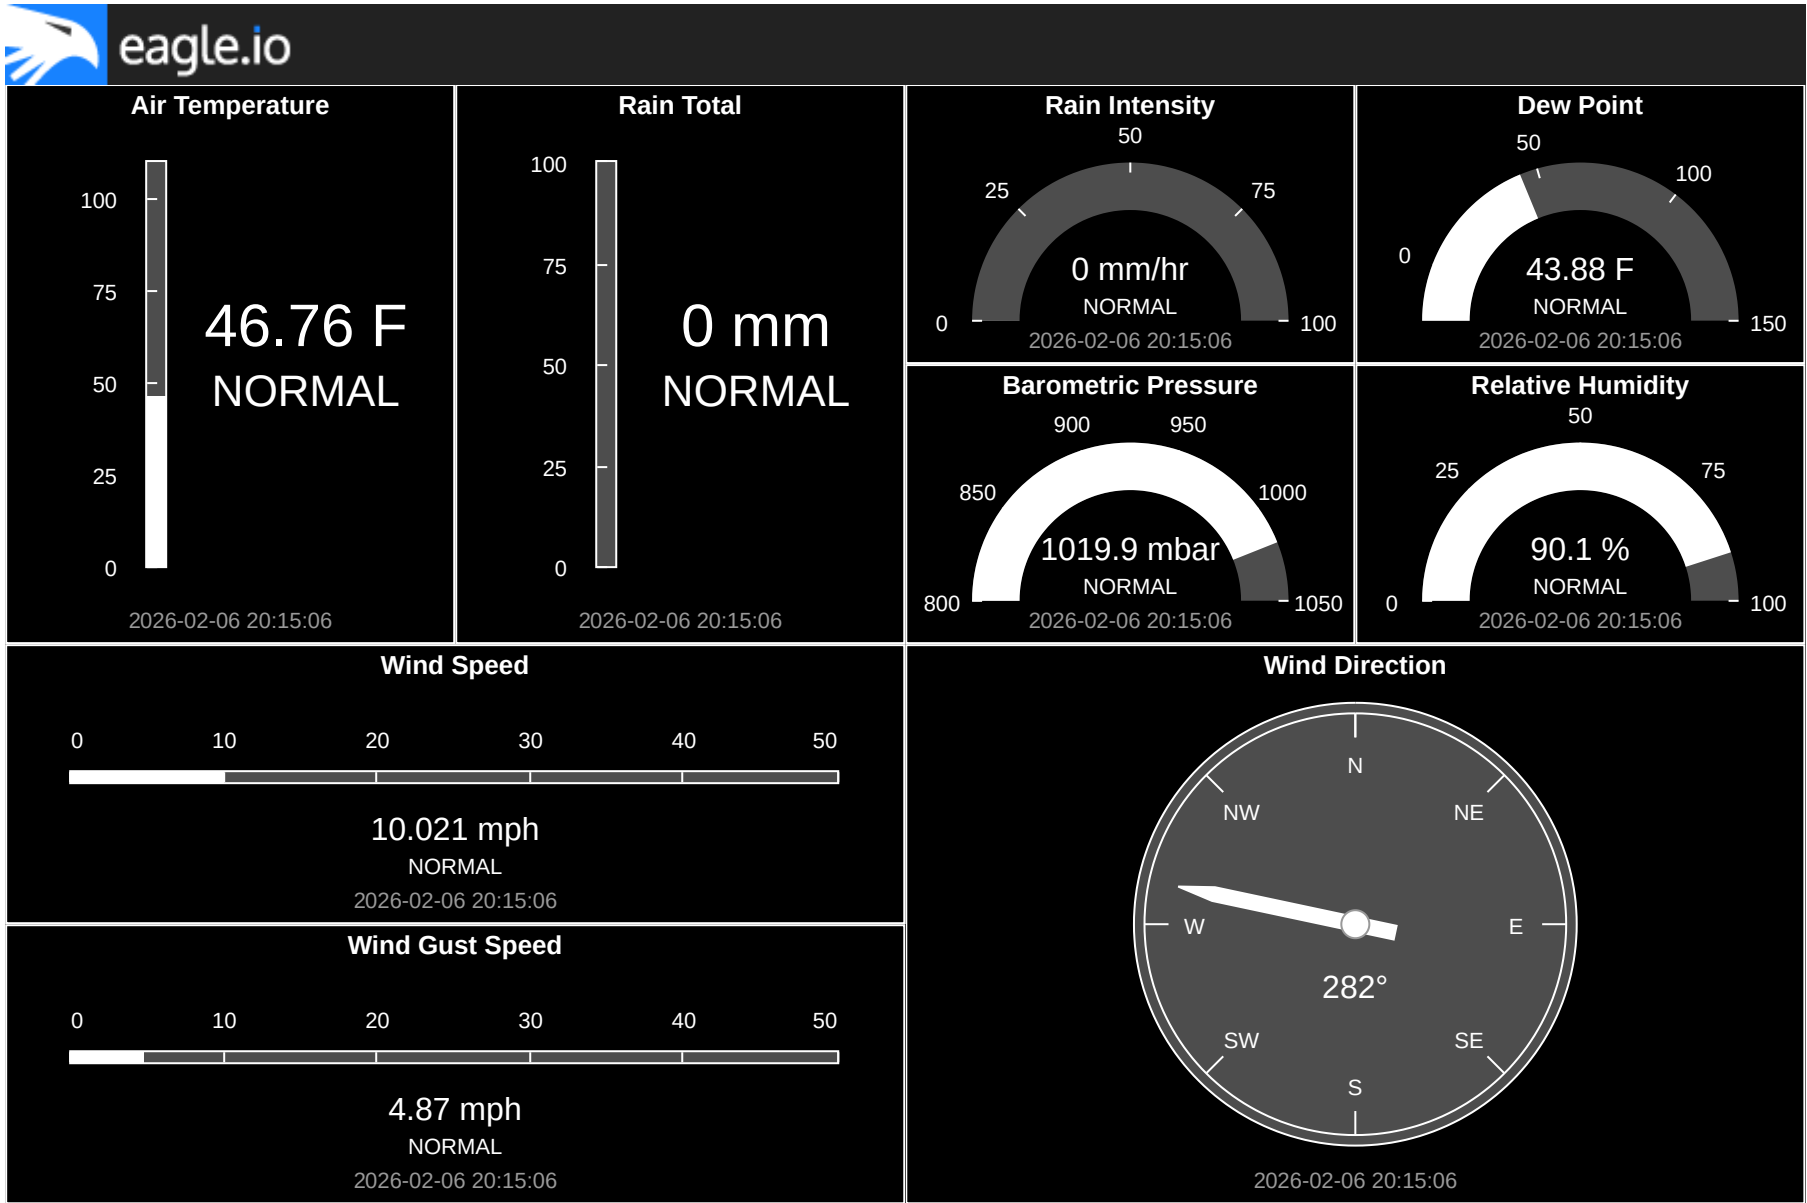 eagle.io
Air Temperature
100
75
50
25
0
46.76 F
NORMAL
2026-02-06 20:15:06
Rain Total
100
75
50
25
0
0 mm
NORMAL
2026-02-06 20:15:06
Rain Intensity
0
25
50
75
100
0 mm/hr
NORMAL
2026-02-06 20:15:06
Dew Point
0
50
100
150
43.88 F
NORMAL
2026-02-06 20:15:06
Barometric Pressure
800
850
900
950
1000
1050
1019.9 mbar
NORMAL
2026-02-06 20:15:06
Relative Humidity
0
25
50
75
100
90.1 %
NORMAL
2026-02-06 20:15:06
Wind Speed
0 10 20 30 40 50
10.021 mph
NORMAL
2026-02-06 20:15:06
Wind Gust Speed
0 10 20 30 40 50
4.87 mph
NORMAL
2026-02-06 20:15:06
Wind Direction
N
NW NE
W E
282°
SW SE
S
2026-02-06 20:15:06